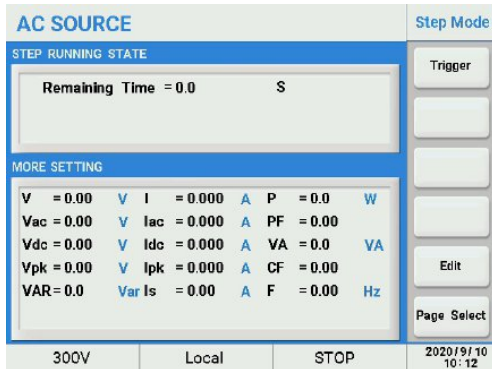 AC SOURCE
Step Mode
STEP RUNNING STATE
Remaining Time = 0.0 S
Trigger
MORE SETTING
V = 0.00 V I = 0.000 A P = 0.0 W
Vac = 0.00 V Iac = 0.000 A PF = 0.00
Vdc = 0.00 V Idc = 0.000 A VA = 0.0 VA
Vpk = 0.00 V Ipk = 0.000 A CF = 0.00
VAR= 0.0 Var Is = 0.00 A F = 0.00 Hz
Edit
Page Select
300V Local STOP 2020/9/10
10:12